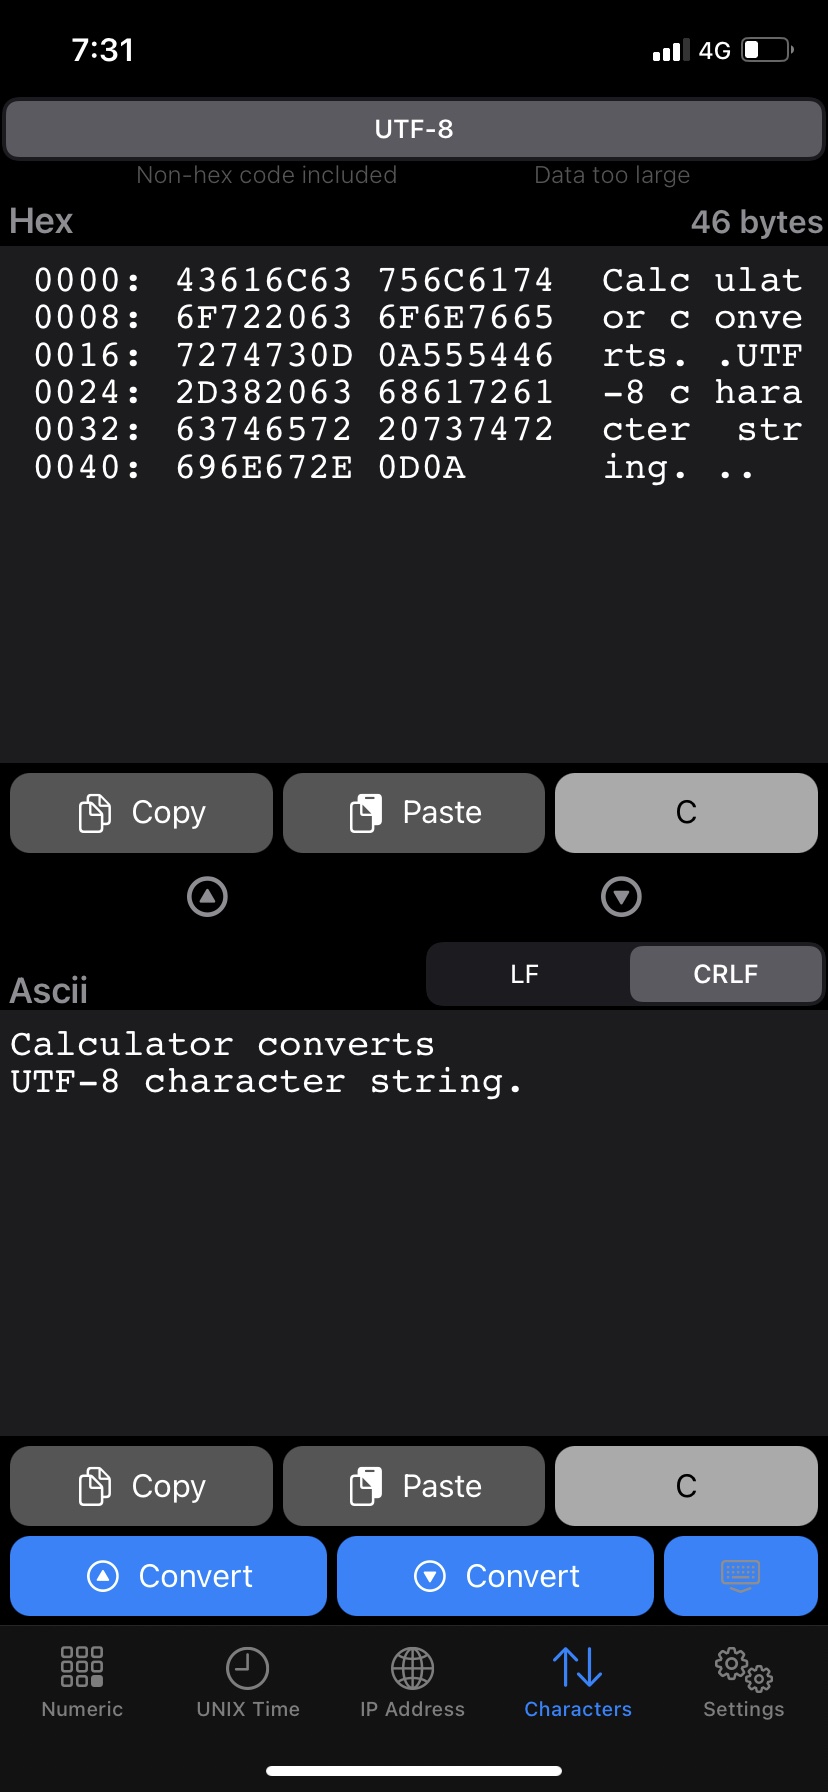 7:31 4G
UTF-8
Non-hex code included Data too large
Hex 46 bytes
0000: 43616C63 756C6174 Calc ulat
0008: 6F722063 6F6E7665 or c onve
0016: 7274730D 0A555446 rts. .UTF
0024: 2D382063 68617261 -8 c hara
0032: 63746572 20737472 cter  str
0040: 696E672E 0D0A ing. ..
Copy Paste C
LF CRLF
Ascii
Calculator converts
UTF-8 character string.
Copy Paste C
Convert Convert
Numeric UNIX Time IP Address Characters Settings